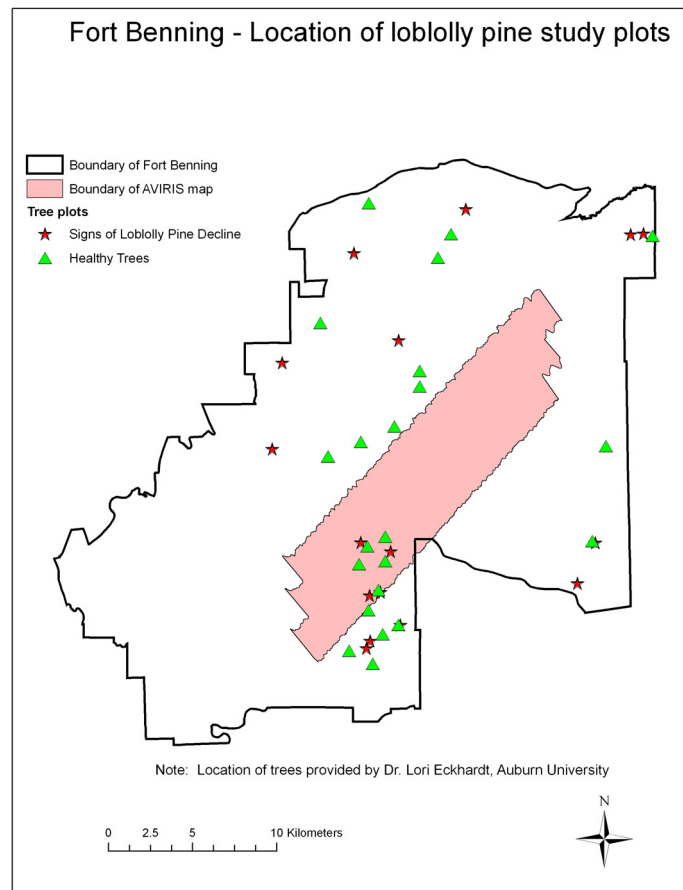 Fort Benning - Location of loblolly pine study plots
Boundary of Fort Benning
Boundary of AVIRIS map
Tree plots
Signs of Loblolly Pine Decline
Healthy Trees
Note: Location of trees provided by Dr. Lori Eckhardt, Auburn University
N
0 2.5 5 10 Kilometers